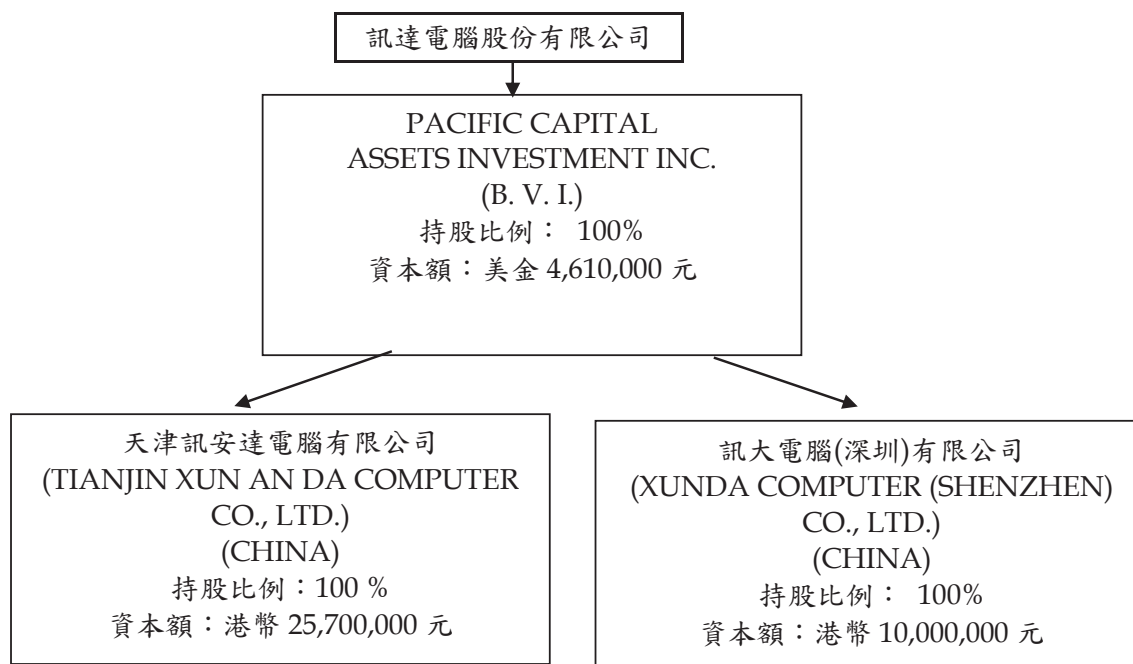 訊達電腦股份有限公司
PACIFIC CAPITAL
ASSETS INVESTMENT INC.
(B. V. I.)
持股比例： 100%
資本額：美金 4,610,000 元
天津訊安達電腦有限公司
(TIANJIN XUN AN DA COMPUTER
CO., LTD.)
(CHINA)
持股比例：100 %
資本額：港幣 25,700,000 元
訊大電腦(深圳)有限公司
(XUNDA COMPUTER (SHENZHEN)
CO., LTD.)
(CHINA)
持股比例： 100%
資本額：港幣 10,000,000 元